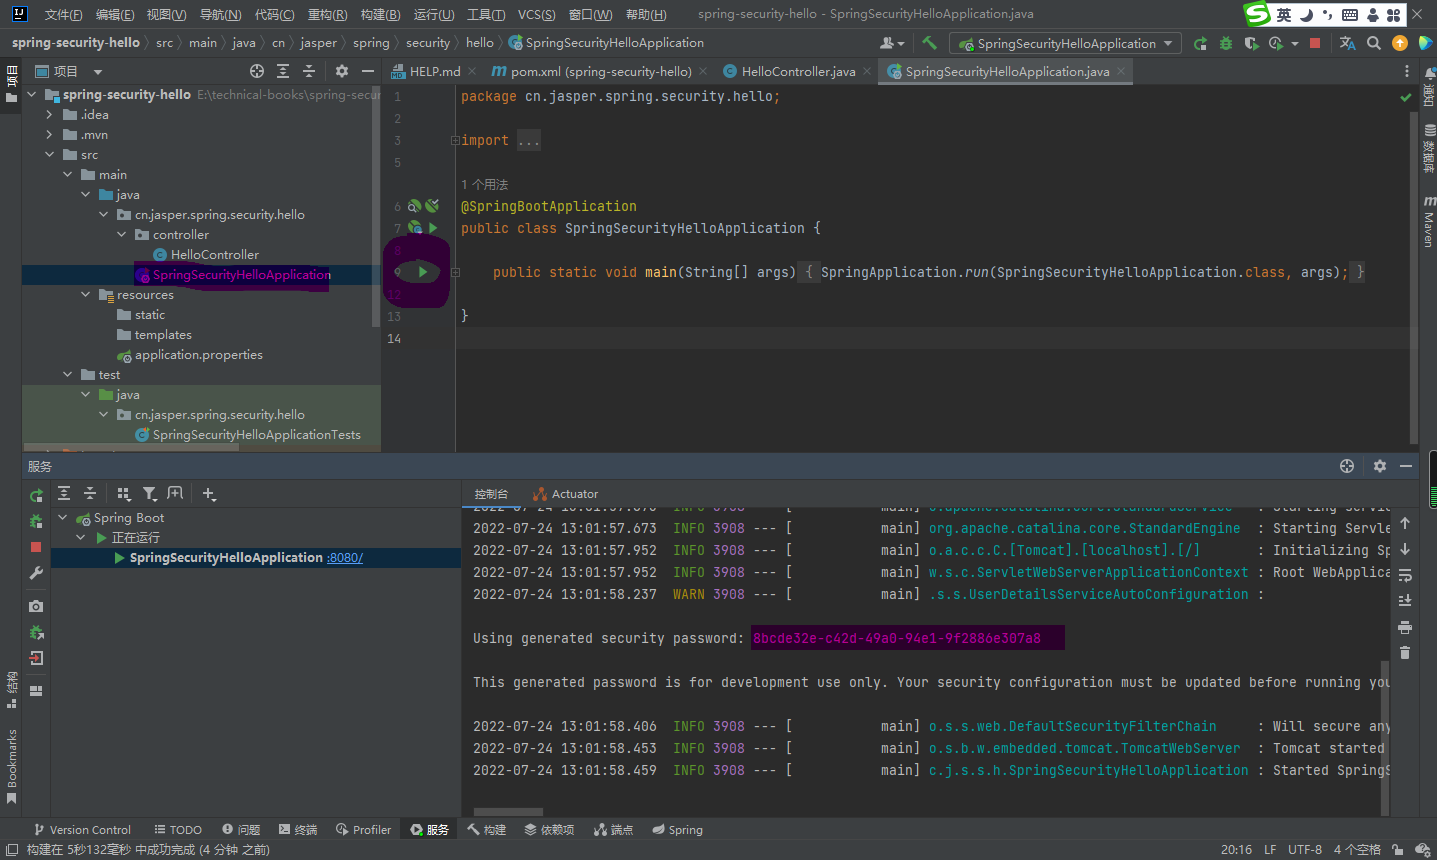 文件(F) 编辑(E) 视图(V) 导航(N) 代码(C) 重构(R) 构建(B) 运行(U) 工具(T) VCS(S) 窗口(W) 帮助(H) spring-security-hello - SpringSecurityHelloApplication.java 英
spring-security-hello src main java cn jasper spring security hello SpringSecurityHelloApplication SpringSecurityHelloApplication
项目
项目
HELP.md pom.xml (spring-security-hello) HelloController.java SpringSecurityHelloApplication.java
通知
数据库
Maven
spring-security-hello E:\technical-books\spring-secur
.idea
.mvn
src
main
java
cn.jasper.spring.security.hello
controller
HelloController
SpringSecurityHelloApplication
resources
static
templates
application.properties
test
java
cn.jasper.spring.security.hello
SpringSecurityHelloApplicationTests
1 package cn.jasper.spring.security.hello;
2
3 import ...
5
1 个用法
6 @SpringBootApplication
7 public class SpringSecurityHelloApplication {
8
9 public static void main(String[] args) { SpringApplication.run(SpringSecurityHelloApplication.class, args); }
12
13 }
14
服务
Spring Boot
正在运行
SpringSecurityHelloApplication :8080/
控制台 Actuator
2022-07-24 13:01:57.673 INFO 3908 --- [ main] org.apache.catalina.core.StandardEngine : Starting Servle
2022-07-24 13:01:57.952 INFO 3908 --- [ main] o.a.c.c.C.[Tomcat].[localhost].[/] : Initializing Sp
2022-07-24 13:01:57.952 INFO 3908 --- [ main] w.s.c.ServletWebServerApplicationContext : Root WebApplica
2022-07-24 13:01:58.237 WARN 3908 --- [ main] .s.s.UserDetailsServiceAutoConfiguration :
Using generated security password: 8bcde32e-c42d-49a0-94e1-9f2886e307a8
This generated password is for development use only. Your security configuration must be updated before running you
2022-07-24 13:01:58.406 INFO 3908 --- [ main] o.s.s.web.DefaultSecurityFilterChain : Will secure any
2022-07-24 13:01:58.453 INFO 3908 --- [ main] o.s.b.w.embedded.tomcat.TomcatWebServer : Tomcat started
2022-07-24 13:01:58.459 INFO 3908 --- [ main] c.j.s.s.h.SpringSecurityHelloApplication : Started SpringS
结构
Bookmarks
Version Control TODO 问题 终端 Profiler 服务 构建 依赖项 端点 Spring
构建在 5秒132毫秒 中成功完成 (4 分钟 之前) 20:16 LF UTF-8 4 个空格